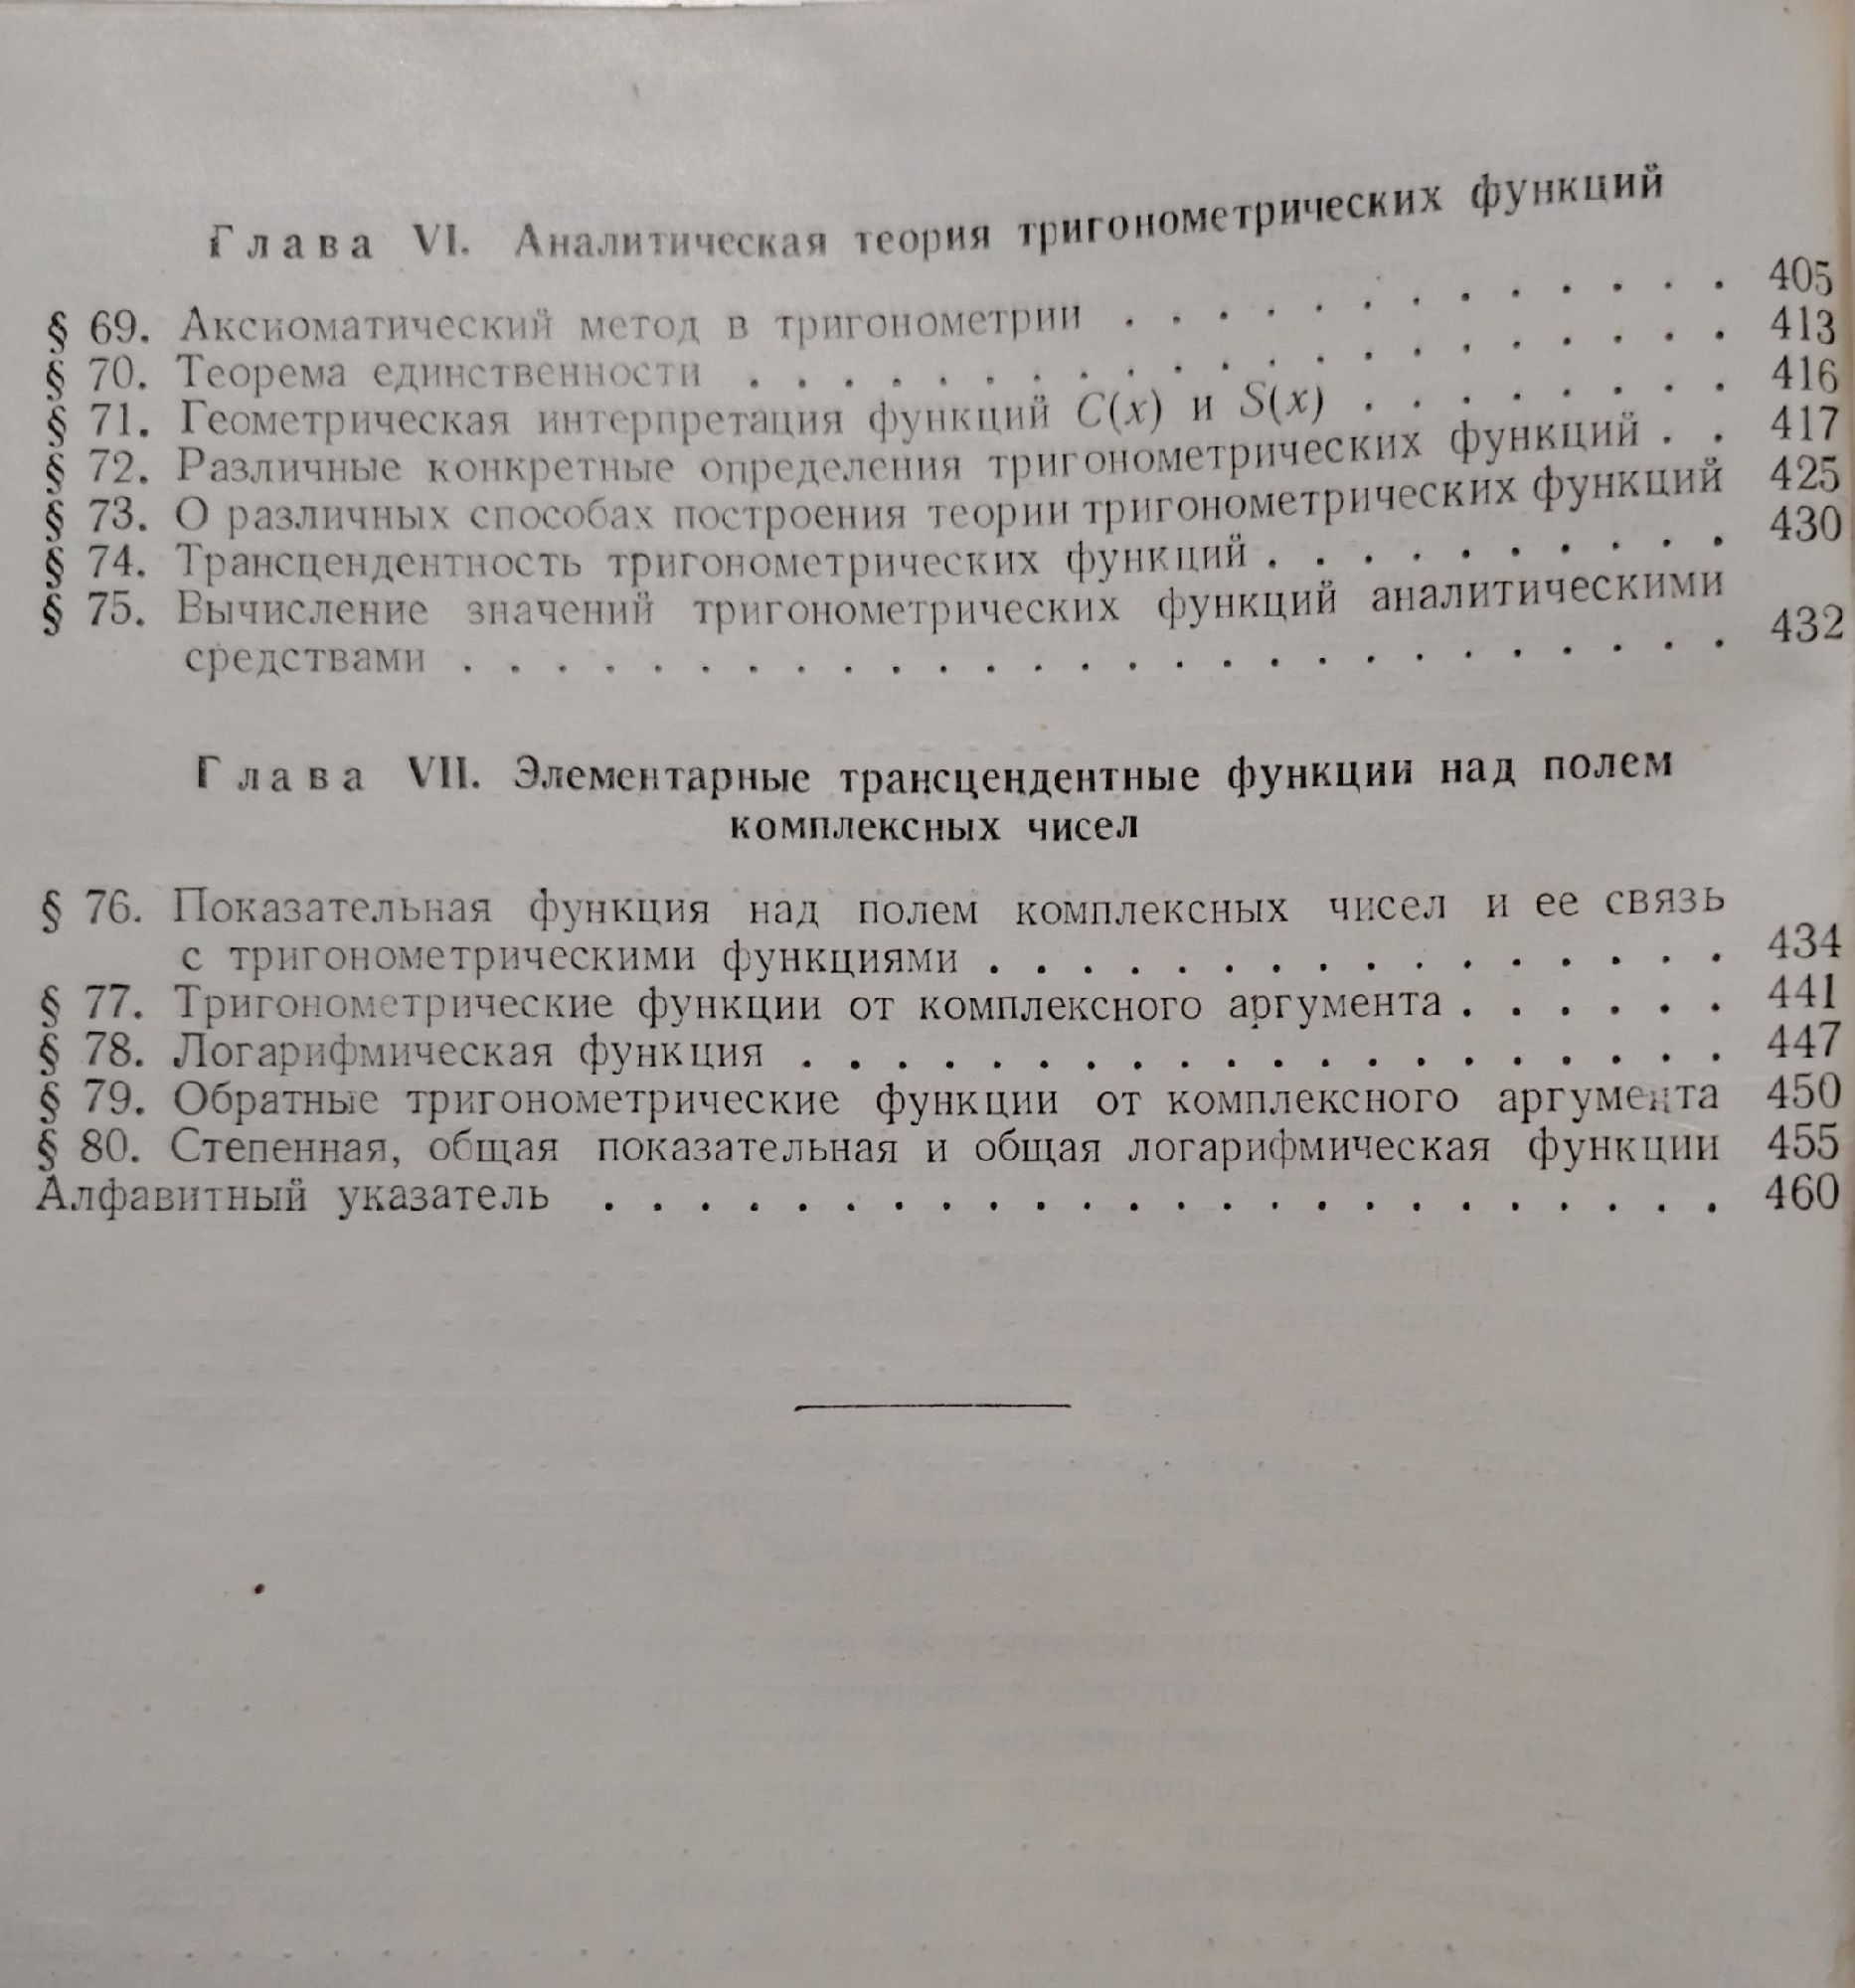 Глава VI. Аналитическая теория тригонометрических функций
§ 69. Аксиоматический метод в тригонометрии . . . . . . . . . . . . . 405
§ 70. Теорема единственности . . . . . . . . . . . . . . . . . . . . . 413
§ 71. Геометрическая интерпретация функций C(x) и S(x) . . . . . . . . 416
§ 72. Различные конкретные определения тригонометрических функций . . 417
§ 73. О различных способах построения теории тригонометрических функций 425
§ 74. Трансцендентность тригонометрических функций . . . . . . . . . . 430
§ 75. Вычисление значений тригонометрических функций аналитическими
средствами . . . . . . . . . . . . . . . . . . . . . . . . . . . 432
Глава VII. Элементарные трансцендентные функции над полем
комплексных чисел
§ 76. Показательная функция над полем комплексных чисел и ее связь
с тригонометрическими функциями . . . . . . . . . . . . . . . . 434
§ 77. Тригонометрические функции от комплексного аргумента . . . . . . 441
§ 78. Логарифмическая функция . . . . . . . . . . . . . . . . . . . . 447
§ 79. Обратные тригонометрические функции от комплексного аргумента 450
§ 80. Степенная, общая показательная и общая логарифмическая функции 455
Алфавитный указатель . . . . . . . . . . . . . . . . . . . . . . . . 460